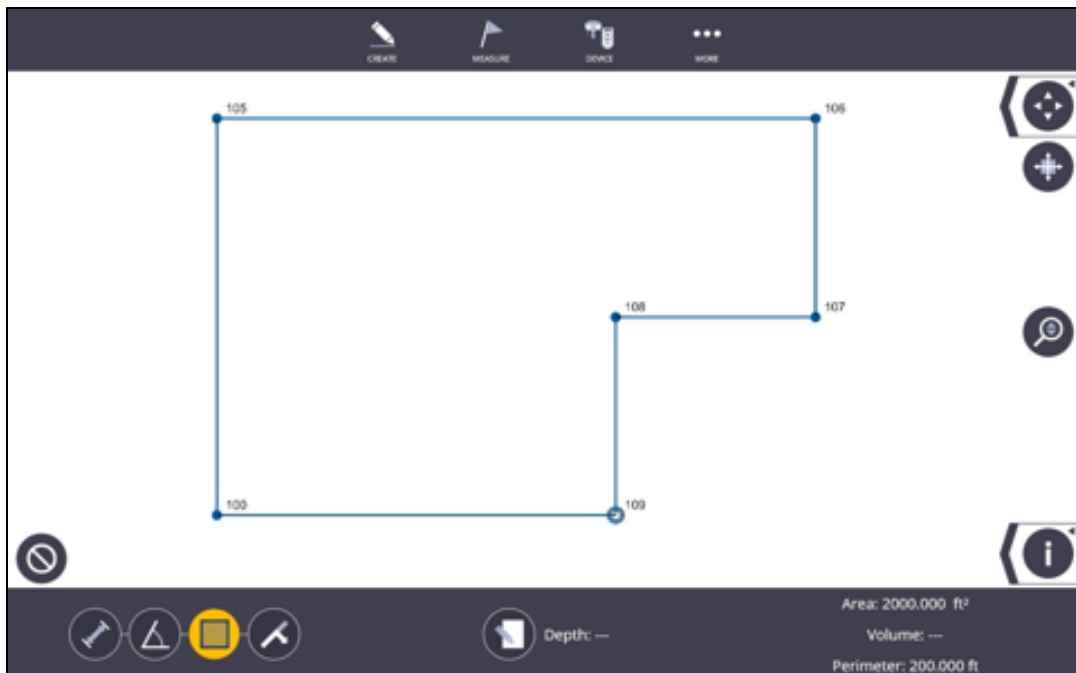 CREATE MEASURE DEVICE MORE
105 106
108 107
100 109
Area: 2000.000 ft²
Depth: --- Volume: ---
Perimeter: 200.000 ft